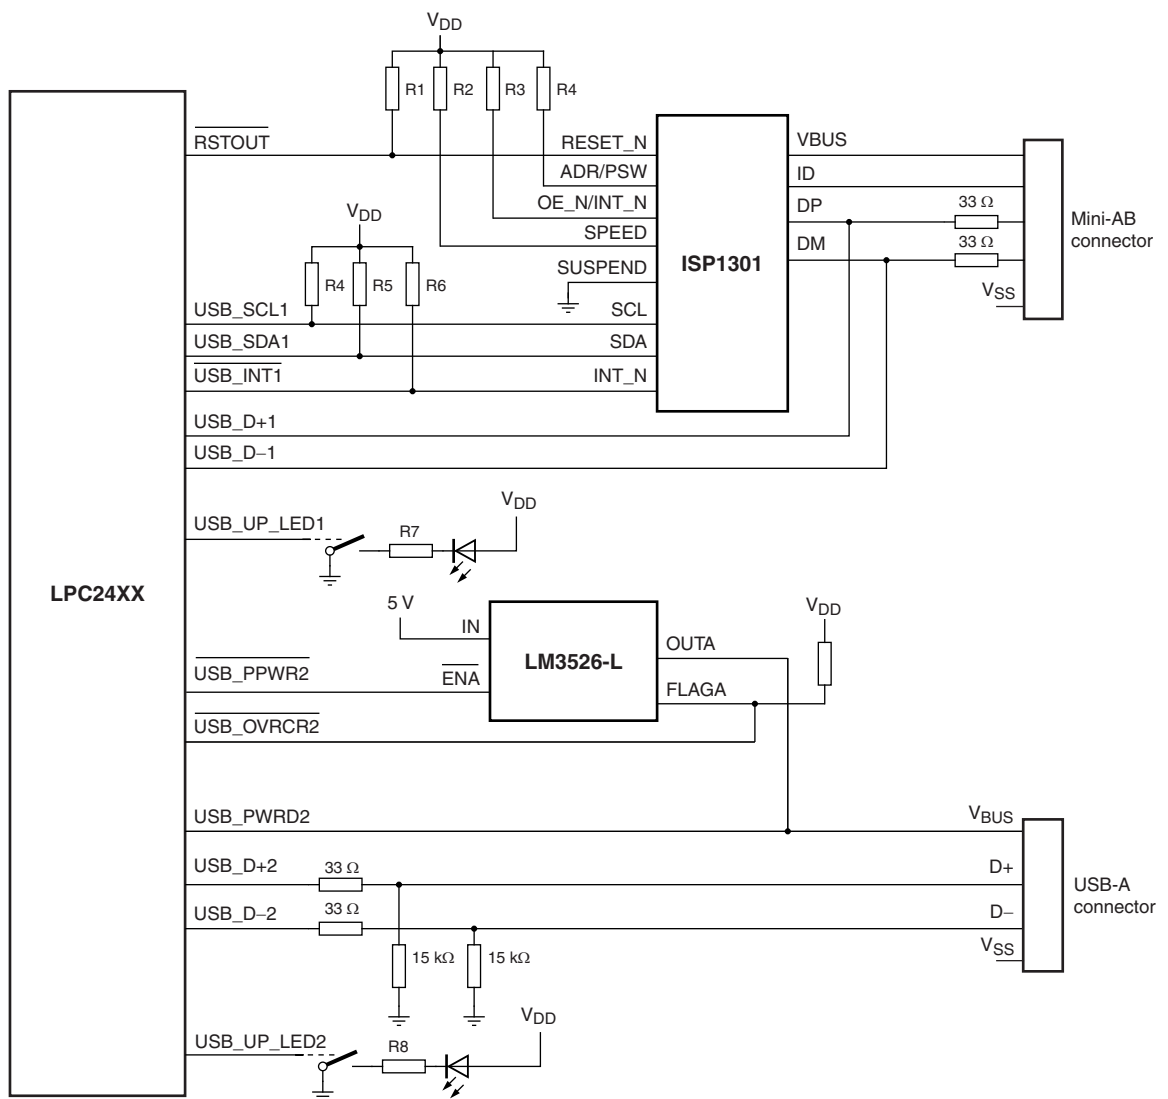 VDD
R1
R2
R3
R4
RSTOUT
RESET_N
VBUS
ADR/PSW
ID
OE_N/INT_N
DP
33 Ω
VDD
SPEED
DM
33 Ω
Mini-AB
connector
ISP1301
SUSPEND
R4
R5
R6
VSS
USB_SCL1
SCL
USB_SDA1
SDA
USB_INT1
INT_N
USB_D+1
USB_D−1
VDD
USB_UP_LED1
R7
LPC24XX
5 V
VDD
IN
OUTA
LM3526-L
USB_PPWR2
ENA
FLAGA
USB_OVRCR2
USB_PWRD2
VBUS
USB_D+2
33 Ω
D+
USB-A
connector
USB_D−2
33 Ω
D−
15 kΩ
15 kΩ
VSS
VDD
USB_UP_LED2
R8